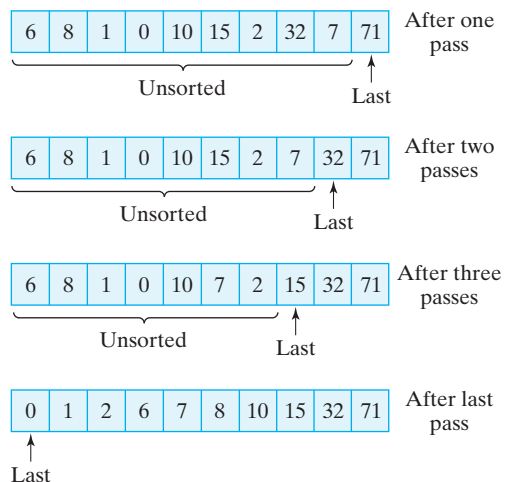 6 8 1 0 10 15 2 32 7 71 After one
pass
Unsorted
Last
6 8 1 0 10 15 2 7 32 71 After two
passes
Unsorted
Last
6 8 1 0 10 7 2 15 32 71 After three
passes
Unsorted
Last
0 1 2 6 7 8 10 15 32 71 After last
pass
Last